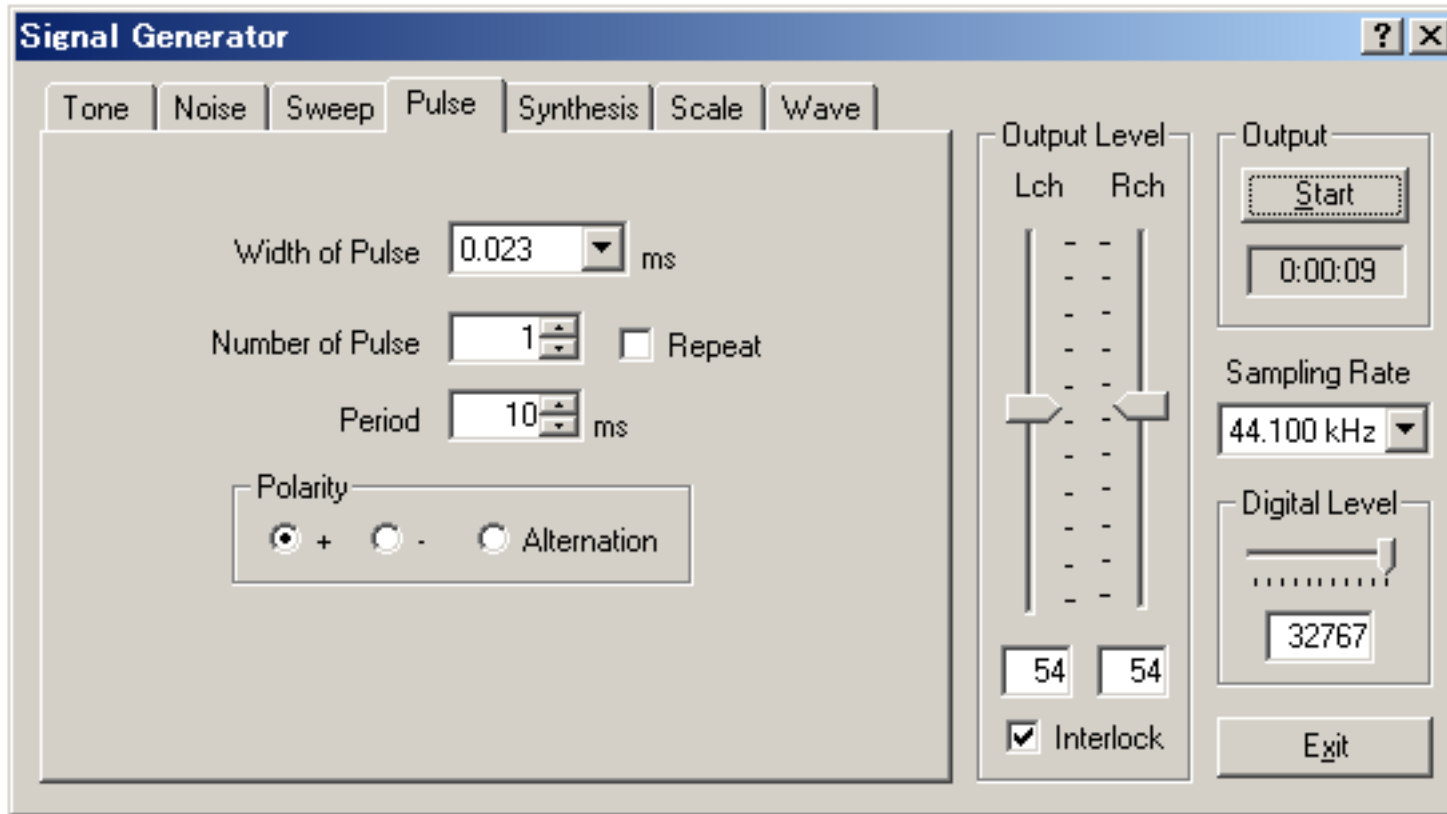 Signal Generator
Tone Noise Sweep Pulse Synthesis Scale Wave
Width of Pulse 0.023 ms
Number of Pulse 1 Repeat
Period 10 ms
Polarity
+ - Alternation
Output Level
Lch Rch
54 54
Interlock
Output
Start
0:00:09
Sampling Rate
44.100 kHz
Digital Level
32767
Exit